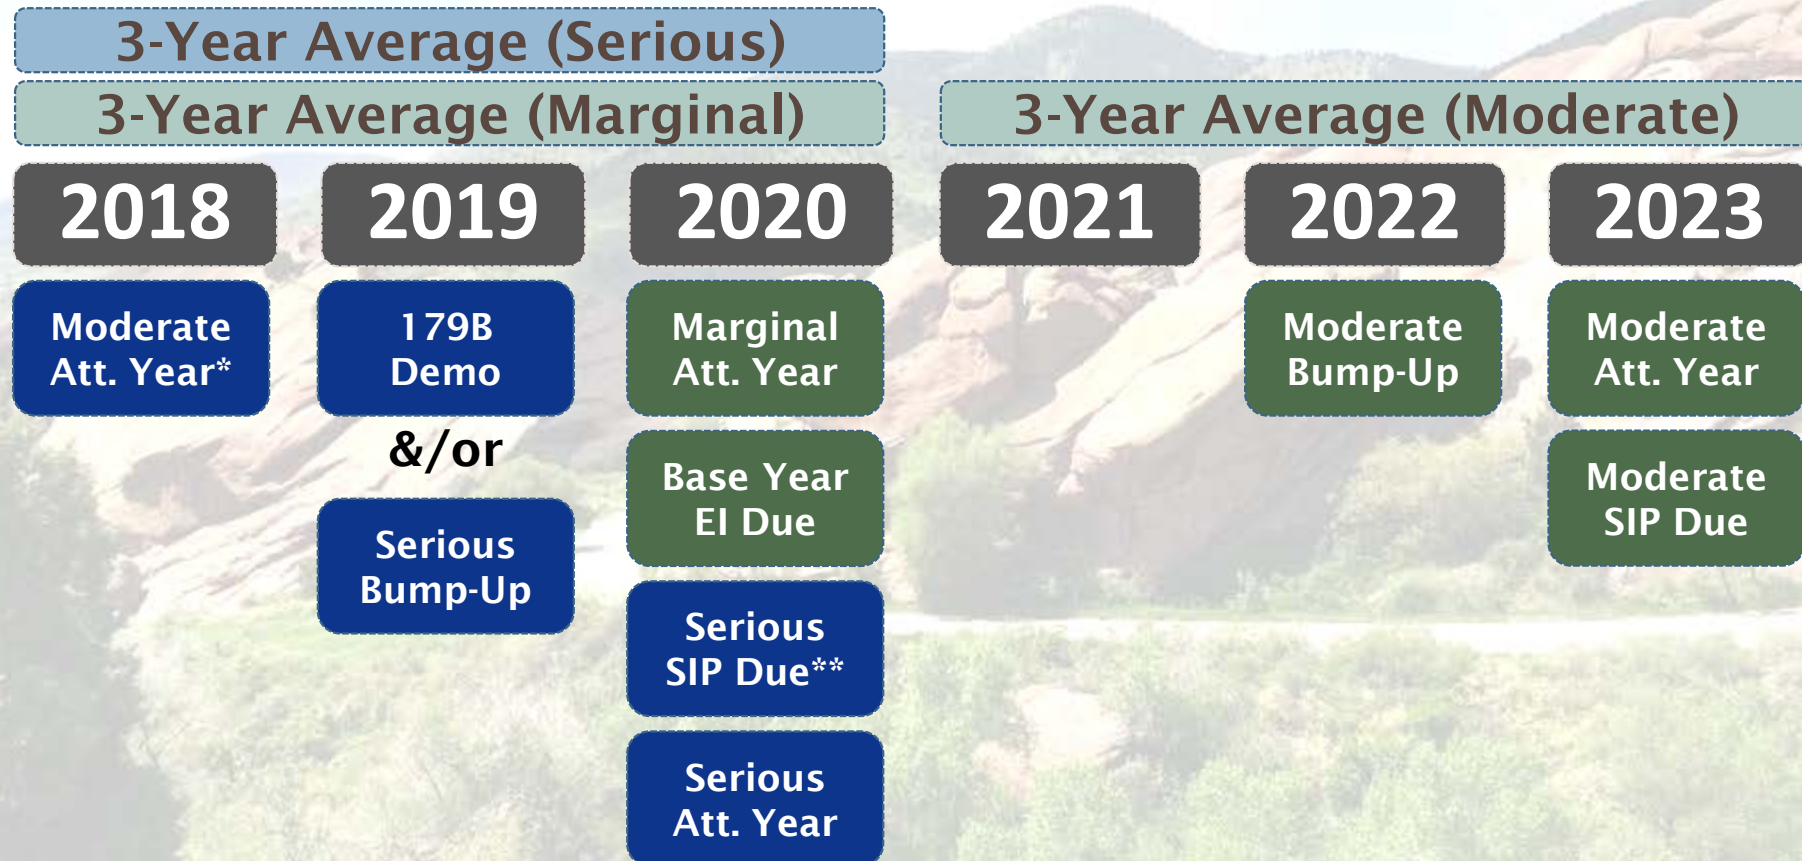 3-Year Average (Serious)
3-Year Average (Marginal)
3-Year Average (Moderate)
2018
2019
2020
2021
2022
2023
Moderate
Att. Year*
179B
Demo
&/or
Serious
Bump-Up
Marginal
Att. Year
Base Year
EI Due
Serious
SIP Due**
Serious
Att. Year
Moderate
Bump-Up
Moderate
Att. Year
Moderate
SIP Due